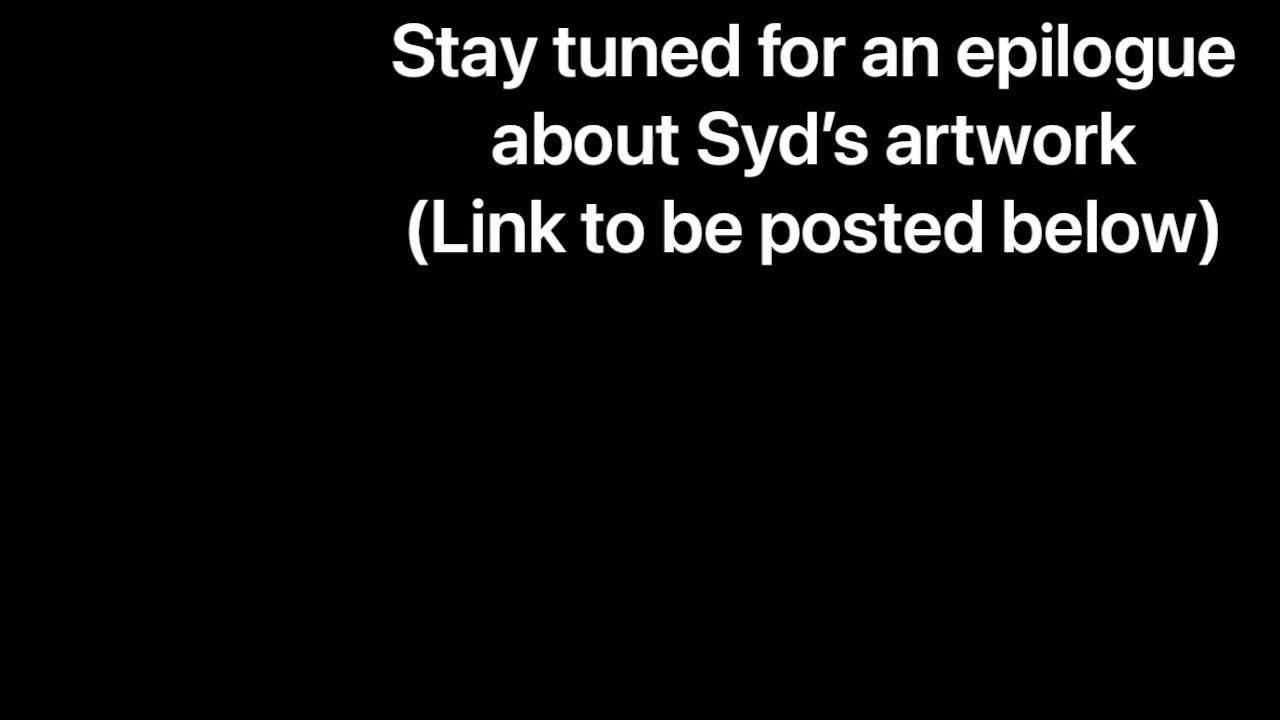 Stay tuned for an epilogue
about Syd’s artwork
(Link to be posted below)